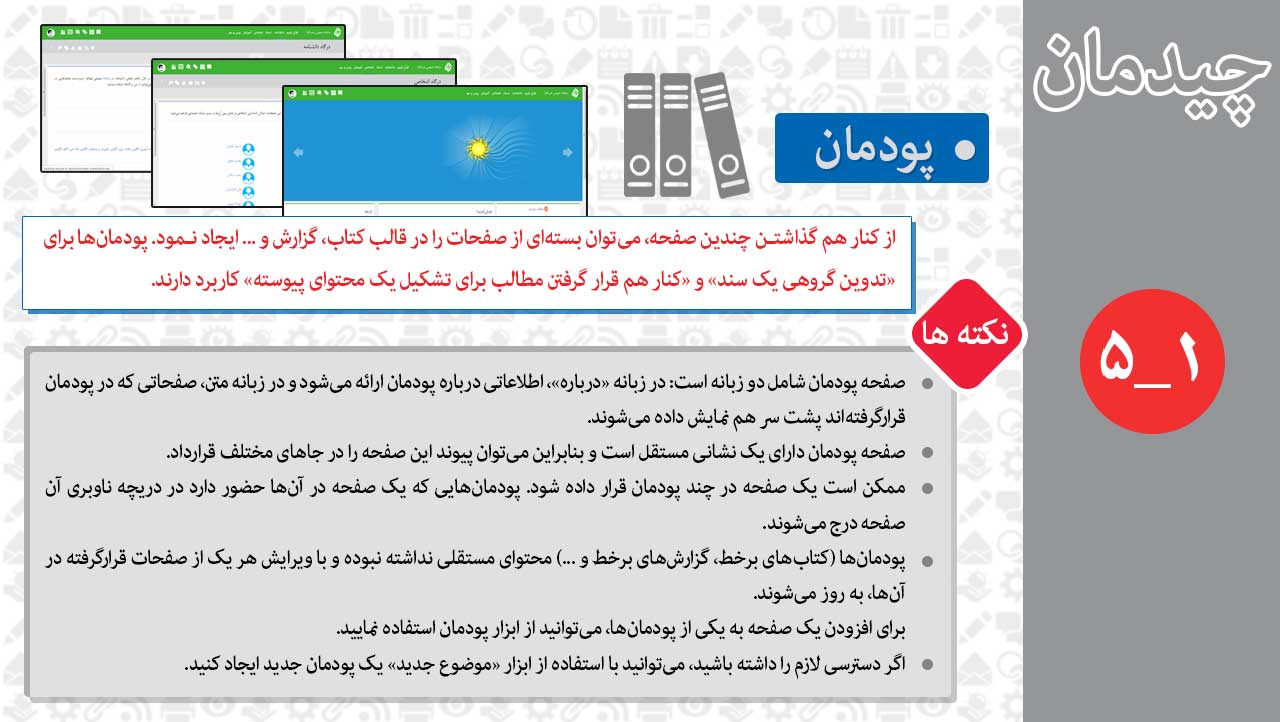 چیدمان
۱_۵
پودمان
درگاه دانشنامه
درگاه اشخاص
از کنار هم گذاشتـن چندین صفحه، می‌توان بسته‌ای از صفحات را در قالب کتاب، گزارش و ... ایجاد نـمود. پودمان‌ها برای
«تدوین گروهی یک سند» و «کنار هم قرار گرفتن مطالب برای تشکیل یک محتوای پیوسته» کاربرد دارند.
نکته ها
صفحه پودمان شامل دو زبانه است: در زبانه «درباره»، اطلاعاتی درباره پودمان ارائه می‌شود و در زبانه متن، صفحاتی که در پودمان
قرارگرفته‌اند پشت سر هم نمایش داده می‌شوند.
صفحه پودمان دارای یک نشانی مستقل است و بنابراین می‌توان پیوند این صفحه را در جاهای مختلف قرارداد.
ممکن است یک صفحه در چند پودمان قرار داده شود. پودمان‌هایی که یک صفحه در آن‌ها حضور دارد در دریچه ناوبری آن
صفحه درج می‌شوند.
پودمان‌ها (کتاب‌های برخط، گزارش‌های برخط و ...) محتوای مستقلی نداشته نبوده و با ویرایش هر یک از صفحات قرارگرفته در
آن‌ها، به روز می‌شوند.
برای افزودن یک صفحه به یکی از پودمان‌ها، می‌توانید از ابزار پودمان استفاده نمایید.
اگر دسترسی لازم را داشته باشید، می‌توانید با استفاده از ابزار «موضوع جدید» یک پودمان جدید ایجاد کنید.